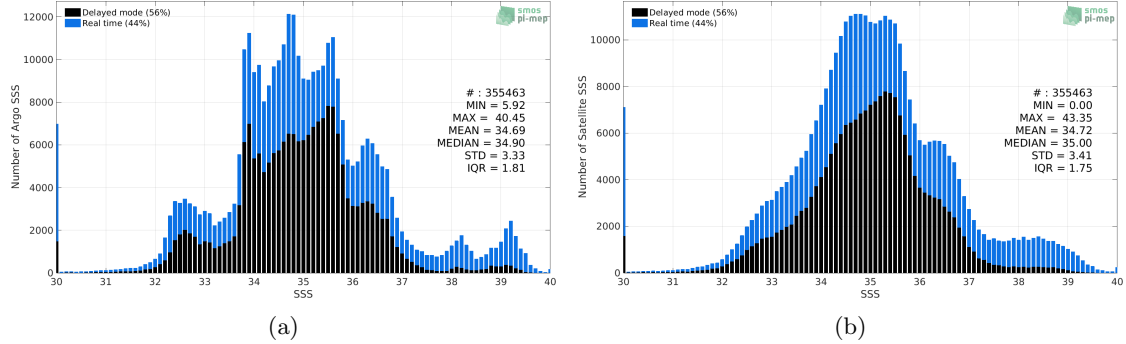 Delayed mode (56%)
Real time (44%)
smos
pi-mep
12000
10000
8000
6000
4000
2000
0
Number of Argo SSS
# : 355463
MIN = 5.92
MAX = 40.45
MEAN = 34.69
MEDIAN = 34.90
STD = 3.33
IQR = 1.81
30 31 32 33 34 35 36 37 38 39 40
SSS
(a)
Delayed mode (56%)
Real time (44%)
smos
pi-mep
10000
8000
6000
4000
2000
0
Number of Satellite SSS
# : 355463
MIN = 0.00
MAX = 43.35
MEAN = 34.72
MEDIAN = 35.00
STD = 3.41
IQR = 1.75
30 31 32 33 34 35 36 37 38 39 40
SSS
(b)